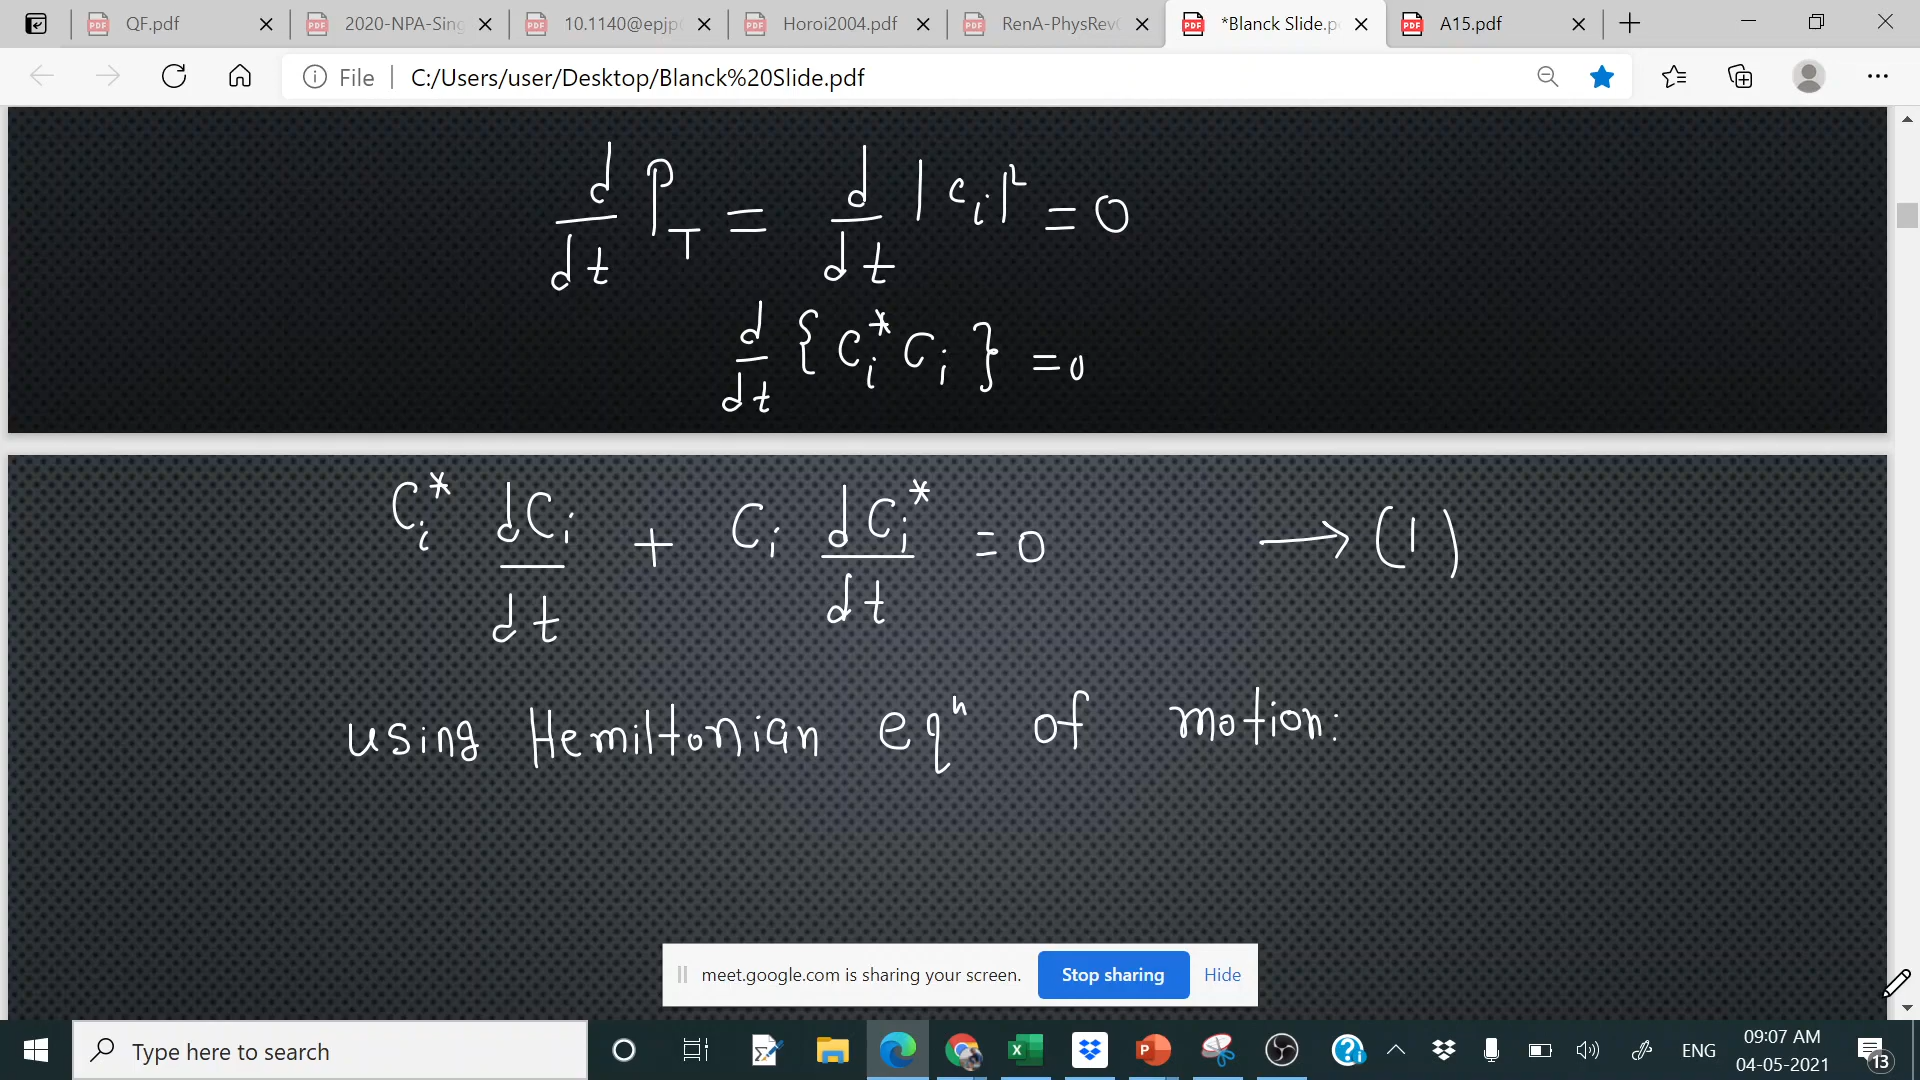 QF.pdf
2020-NPA-Sing
10.1140@epjp
Horoi2004.pdf
RenA-PhysRev
*Blanck Slide.p
A15.pdf
File
C:/Users/user/Desktop/Blanck%20Slide.pdf
d/dt P_T = d/dt |c_i|² = 0
d/dt { C_i^* C_i } = 0
C_i^* dC_i/dt + C_i dC_i^*/dt = 0 → (1)
using Hemiltonian eqⁿ of motion:
meet.google.com is sharing your screen.
Stop sharing
Hide
Type here to search
ENG
09:07 AM
04-05-2021
13